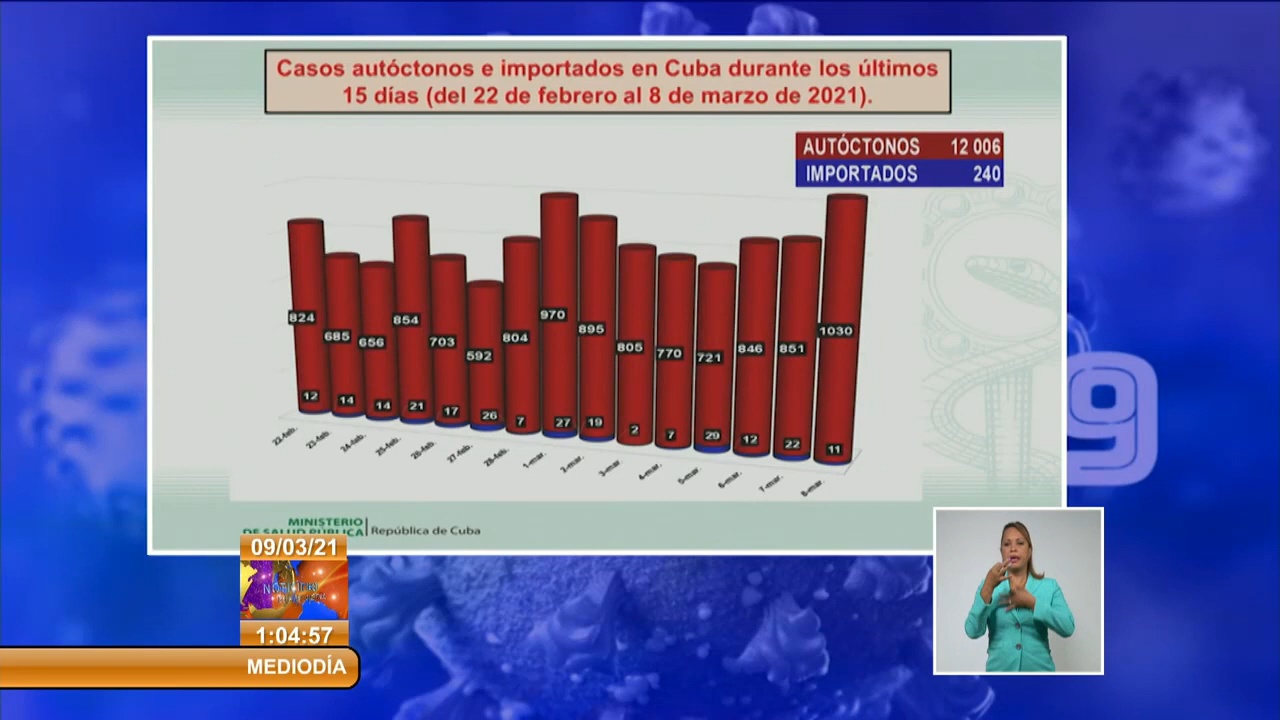 Casos autóctonos e importados en Cuba durante los últimos
15 días (del 22 de febrero al 8 de marzo de 2021).
AUTÓCTONOS 12 006
IMPORTADOS 240
824 685 656 854 703 592 804 970 895 805 770 721 846 851 1030
12 14 14 21 17 26 7 27 19 2 7 29 12 22 11
22-feb. 23-feb. 24-feb. 25-feb. 26-feb. 27-feb. 28-feb. 1-mar. 2-mar. 3-mar. 4-mar. 5-mar. 6-mar. 7-mar. 8-mar.
9
MINISTERIO
DE SALUD PÚBLICA República de Cuba
09/03/21
1:04:57
MEDIODÍA